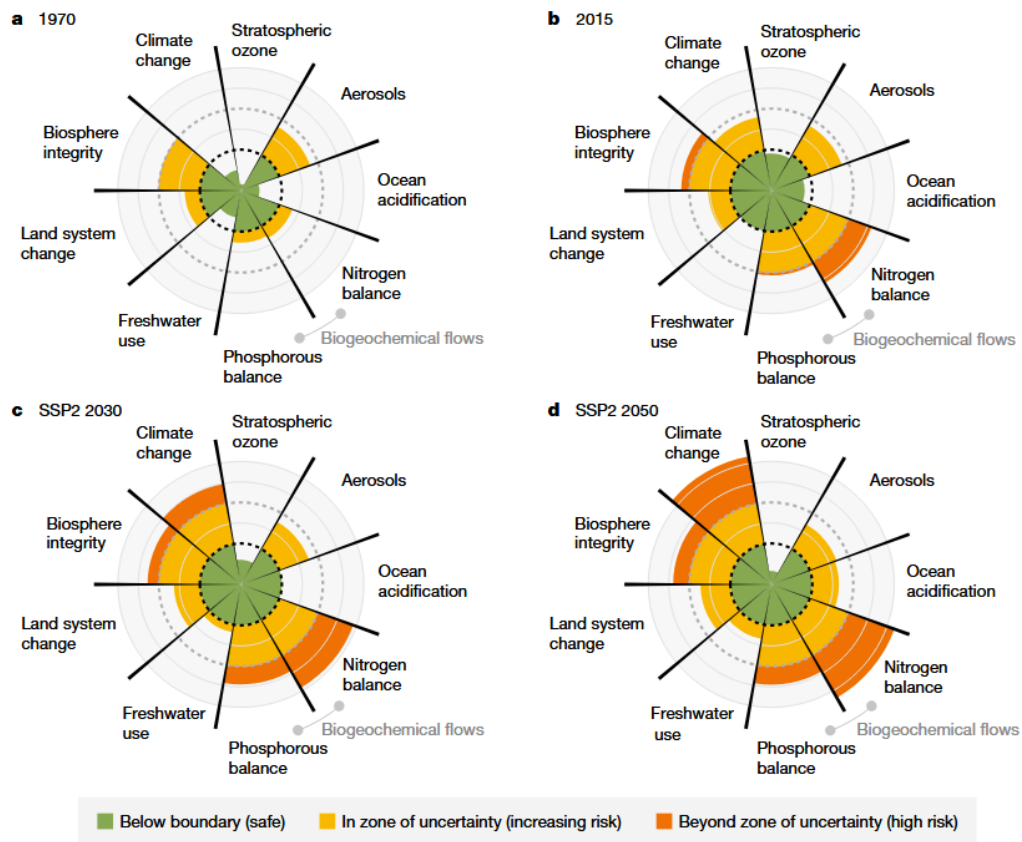 a 1970
Stratospheric
ozone
Climate
change
Aerosols
Biosphere
integrity
Ocean
acidification
Land system
change
Nitrogen
balance
Freshwater
use
Biogeochemical flows
Phosphorous
balance
b 2015
Stratospheric
ozone
Climate
change
Aerosols
Biosphere
integrity
Ocean
acidification
Land system
change
Nitrogen
balance
Freshwater
use
Biogeochemical flows
Phosphorous
balance
c SSP2 2030
Stratospheric
ozone
Climate
change
Aerosols
Biosphere
integrity
Ocean
acidification
Land system
change
Nitrogen
balance
Freshwater
use
Biogeochemical flows
Phosphorous
balance
d SSP2 2050
Stratospheric
ozone
Climate
change
Aerosols
Biosphere
integrity
Ocean
acidification
Land system
change
Nitrogen
balance
Freshwater
use
Biogeochemical flows
Phosphorous
balance
Below boundary (safe)
In zone of uncertainty (increasing risk)
Beyond zone of uncertainty (high risk)